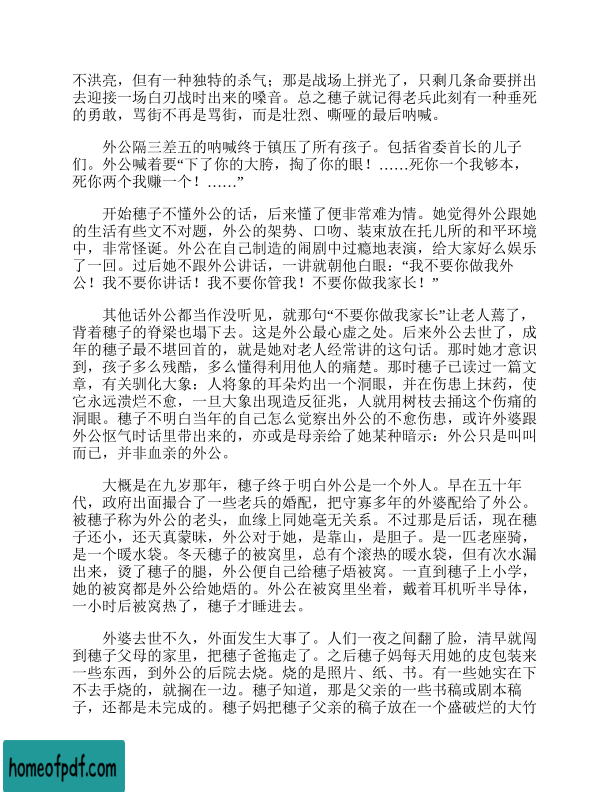 不洪亮，但有一种独特的杀气；那是战场上拼光了，只剩几条命要拼出
去迎接一场白刃战时出来的嗓音。总之穗子就记得老兵此刻有一种垂死
的勇敢，骂街不再是骂街，而是壮烈、嘶哑的最后呐喊。
外公隔三差五的呐喊终于镇压了所有孩子。包括省委首长的儿子
们。外公喊着要“下了你的大胯，掏了你的眼！……死你一个我够本，
死你两个我赚一个！……”
开始穗子不懂外公的话，后来懂了便非常难为情。她觉得外公跟她
的生活有些文不对题，外公的架势、口吻、装束放在托儿所的和平环境
中，非常怪诞。外公在自己制造的闹剧中过瘾地表演，给大家好么娱乐
了一回。过后她不跟外公讲话，一讲就朝他白眼：“我不要你做我外
公！我不要你讲话！我不要你管我！不要你做我家长！”
其他话外公都当作没听见，就那句“不要你做我家长”让老人蔫了，
背着穗子的脊梁也塌下去。这是外公最心虚之处。后来外公去世了，成
年的穗子最不堪回首的，就是她对老人经常讲的这句话。那时她才意识
到，孩子多么残酷，多么懂得利用他人的痛楚。那时穗子已读过一篇文
章，有关驯化大象：人将象的耳朵灼出一个洞眼，并在伤患上抹药，使
它永远溃烂不愈，一旦大象出现造反征兆，人就用树枝去捅这个伤痛的
洞眼。穗子不明白当年的自己怎么觉察出外公的不愈伤患，或许外婆跟
外公怄气时话里带出来的，亦或是母亲给了她某种暗示：外公只是叫叫
而已，并非血亲的外公。
大概是在九岁那年，穗子终于明白外公是一个外人。早在五十年
代，政府出面撮合了一些老兵的婚配，把守寡多年的外婆配给了外公。
被穗子称为外公的老头，血缘上同她毫无关系。不过那是后话，现在穗
子还小，还天真蒙昧，外公对于她，是靠山，是胆子。是一匹老座骑，
是一个暖水袋。冬天穗子的被窝里，总有个滚热的暖水袋，但有次水漏
出来，烫了穗子的腿，外公便自己给穗子焐被窝。一直到穗子上小学，
她的被窝都是外公给她焐的。外公在被窝里坐着，戴着耳机听半导体，
一小时后被窝热了，穗子才睡进去。
外婆去世不久，外面发生大事了。人们一夜之间翻了脸，清早就闯
到穗子父母的家里，把穗子爸拖走了。之后穗子妈每天用她的皮包装来
一些东西，到外公的后院去烧。烧的是照片、纸、书。有一些她实在下
不去手烧的，就搁在一边。穗子知道，那是父亲的一些书稿或剧本稿
子，还都是未完成的。穗子妈把穗子父亲的稿子放在一个盛破烂的大竹
homeofpdf.com